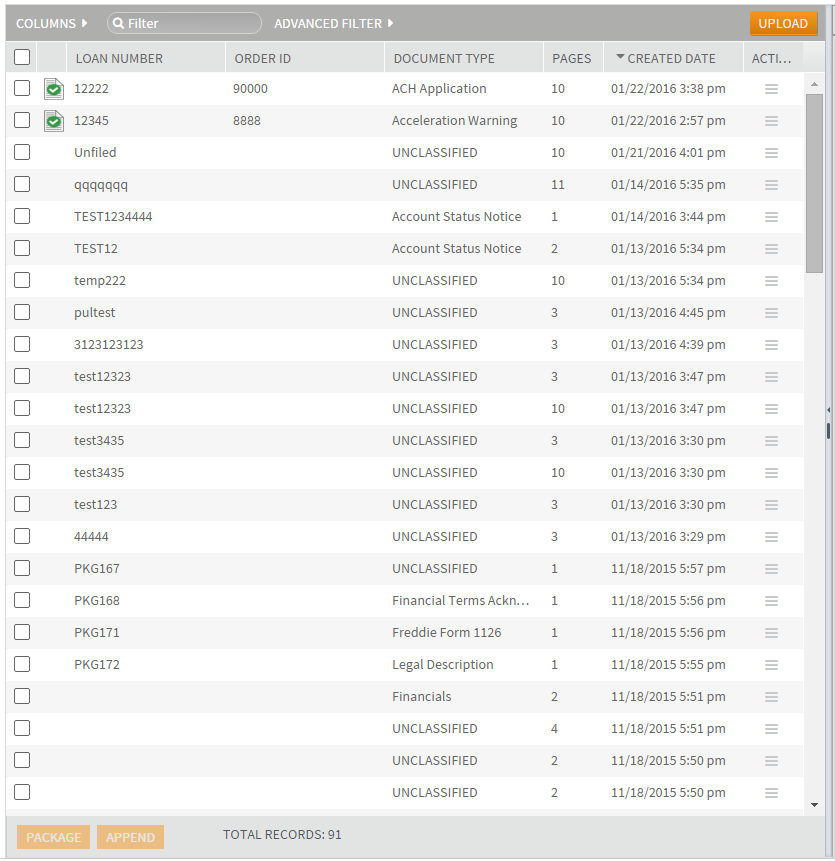 COLUMNS Filter ADVANCED FILTER UPLOAD
LOAN NUMBER ORDER ID DOCUMENT TYPE PAGES CREATED DATE ACTI...
12222 90000 ACH Application 10 01/22/2016 3:38 pm
12345 8888 Acceleration Warning 10 01/22/2016 2:57 pm
Unfiled UNCLASSIFIED 10 01/21/2016 4:01 pm
qqqqqqq UNCLASSIFIED 11 01/14/2016 5:35 pm
TEST1234444 Account Status Notice 1 01/14/2016 3:44 pm
TEST12 Account Status Notice 2 01/13/2016 5:34 pm
temp222 UNCLASSIFIED 10 01/13/2016 5:34 pm
pultest UNCLASSIFIED 3 01/13/2016 4:45 pm
3123123123 UNCLASSIFIED 3 01/13/2016 4:39 pm
test12323 UNCLASSIFIED 3 01/13/2016 3:47 pm
test12323 UNCLASSIFIED 10 01/13/2016 3:47 pm
test3435 UNCLASSIFIED 3 01/13/2016 3:30 pm
test3435 UNCLASSIFIED 10 01/13/2016 3:30 pm
test123 UNCLASSIFIED 3 01/13/2016 3:30 pm
44444 UNCLASSIFIED 3 01/13/2016 3:29 pm
PKG167 UNCLASSIFIED 1 11/18/2015 5:57 pm
PKG168 Financial Terms Ackn... 1 11/18/2015 5:56 pm
PKG171 Freddie Form 1126 1 11/18/2015 5:56 pm
PKG172 Legal Description 1 11/18/2015 5:55 pm
Financials 2 11/18/2015 5:51 pm
UNCLASSIFIED 4 11/18/2015 5:51 pm
UNCLASSIFIED 2 11/18/2015 5:50 pm
UNCLASSIFIED 2 11/18/2015 5:50 pm
PACKAGE APPEND TOTAL RECORDS: 91